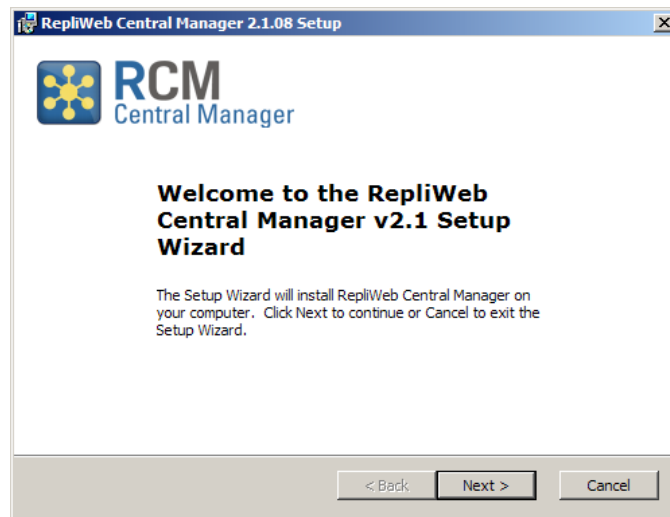 RepliWeb Central Manager 2.1.08 Setup
RCM
Central Manager
Welcome to the RepliWeb
Central Manager v2.1 Setup
Wizard
The Setup Wizard will install RepliWeb Central Manager on
your computer. Click Next to continue or Cancel to exit the
Setup Wizard.
< Back Next > Cancel